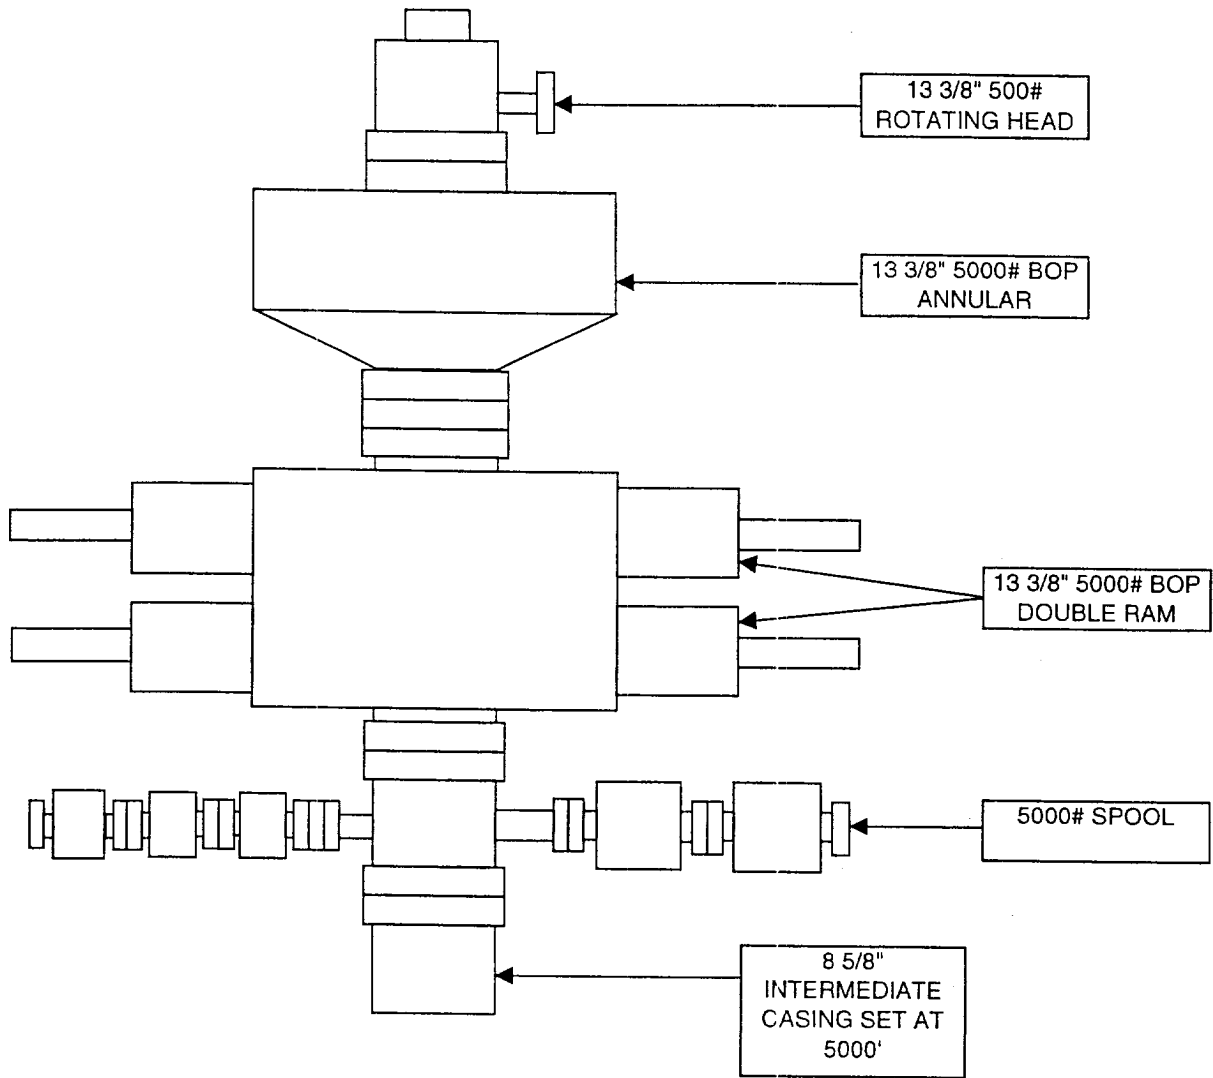 13 3/8" 500#
ROTATING HEAD
13 3/8" 5000# BOP
ANNULAR
13 3/8" 5000# BOP
DOUBLE RAM
5000# SPOOL
8 5/8"
INTERMEDIATE
CASING SET AT
5000'